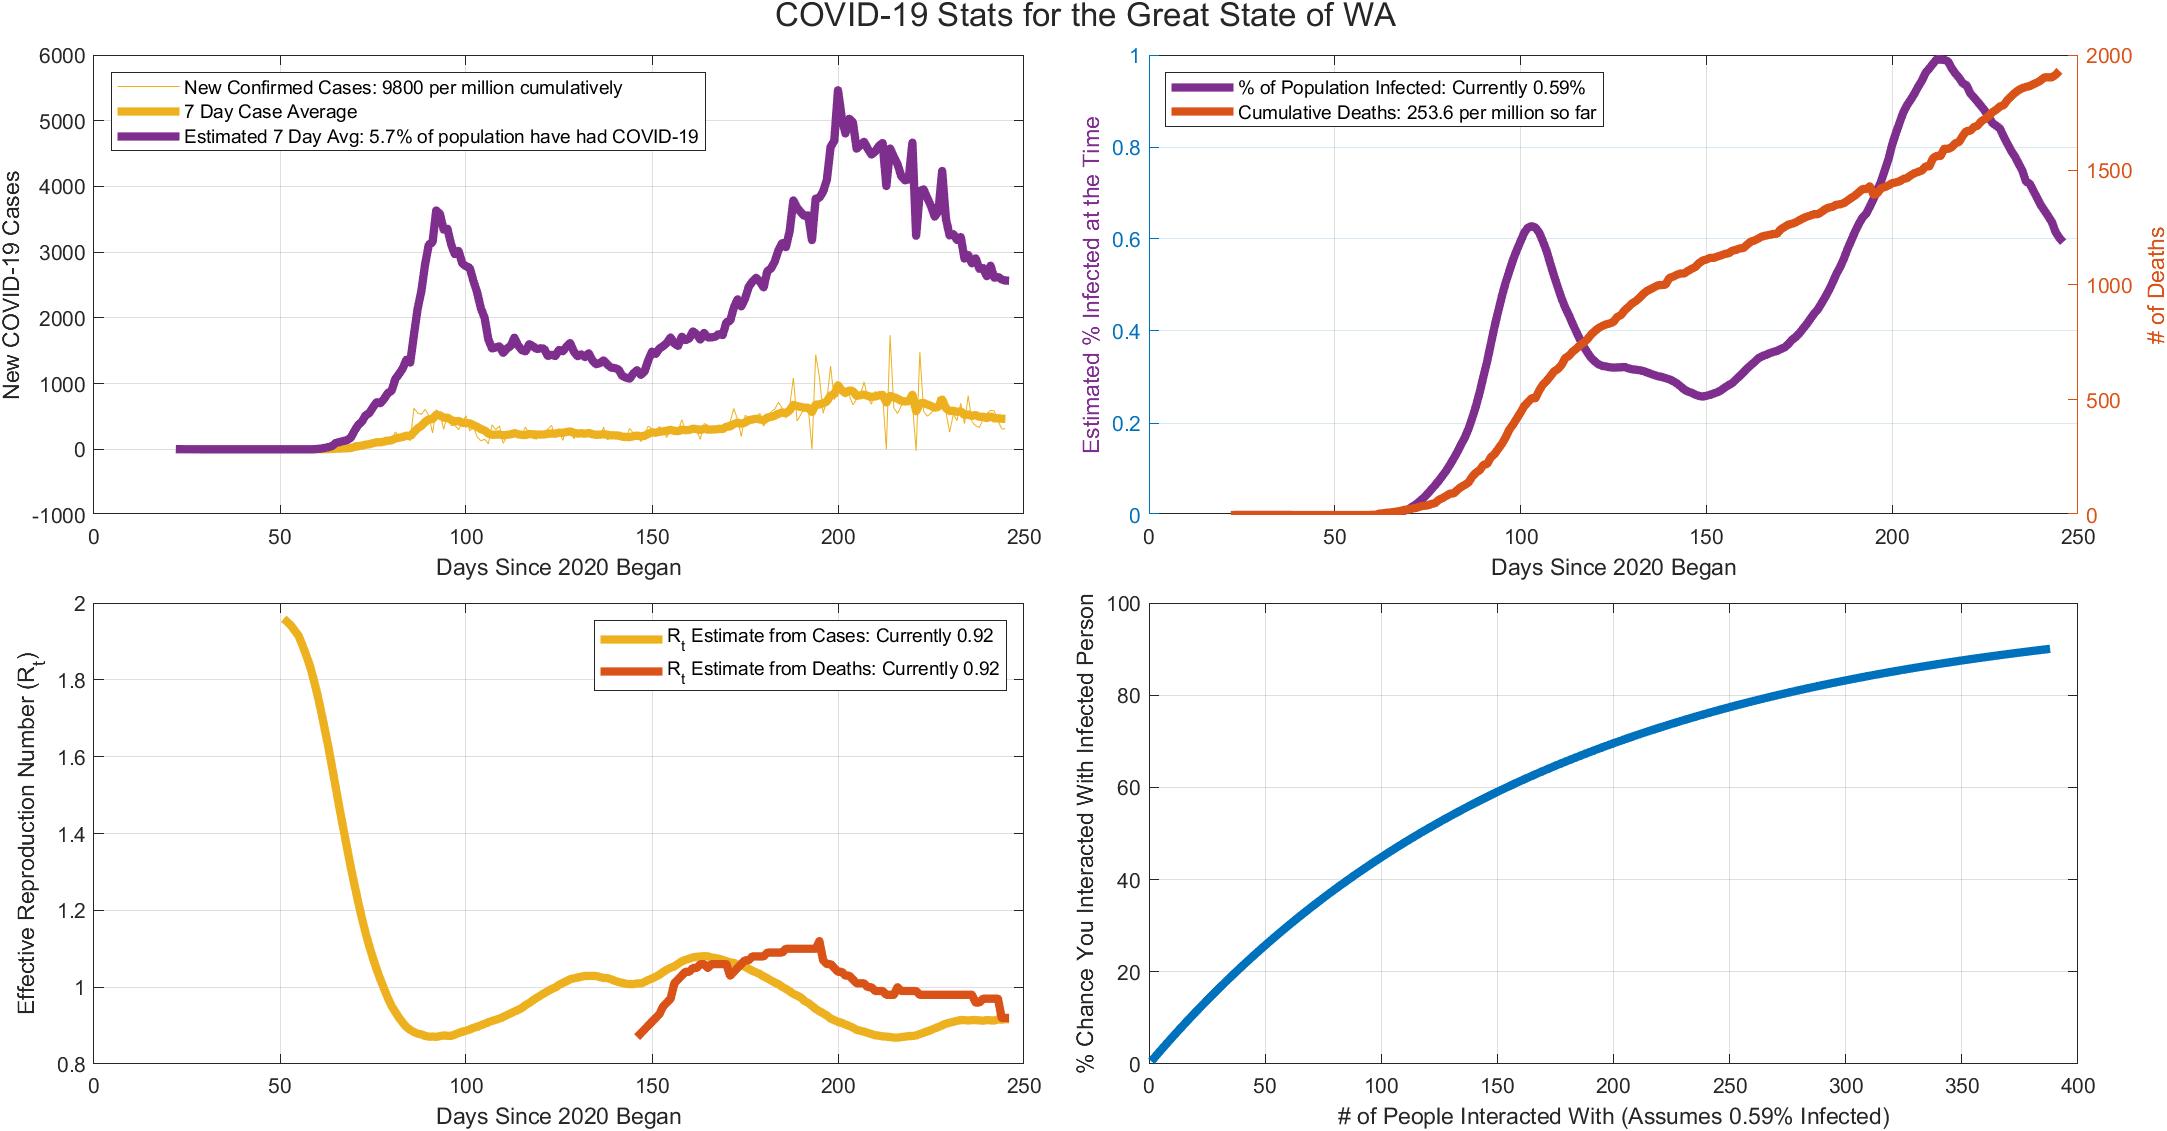 COVID-19 Stats for the Great State of WA
New COVID-19 Cases
6000
5000
4000
3000
2000
1000
0
-1000
New Confirmed Cases: 9800 per million cumulatively
7 Day Case Average
Estimated 7 Day Avg: 5.7% of population have had COVID-19
0 50 100 150 200 250
Days Since 2020 Began
Estimated % Infected at the Time
1
0.8
0.6
0.4
0.2
0
% of Population Infected: Currently 0.59%
Cumulative Deaths: 253.6 per million so far
2000
1500
1000
500
0
# of Deaths
0 50 100 150 200 250
Days Since 2020 Began
Effective Reproduction Number (Rt)
2
1.8
1.6
1.4
1.2
1
0.8
Rt Estimate from Cases: Currently 0.92
Rt Estimate from Deaths: Currently 0.92
0 50 100 150 200 250
Days Since 2020 Began
% Chance You Interacted With Infected Person
100
80
60
40
20
0
0 50 100 150 200 250 300 350 400
# of People Interacted With (Assumes 0.59% Infected)